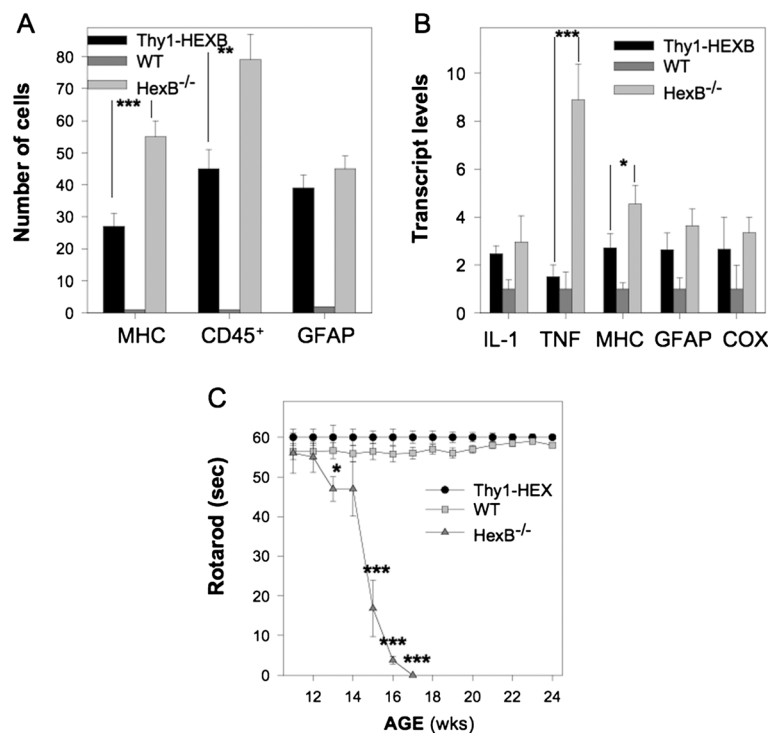 A
Number of cells
80
70
60
50
40
30
20
10
0
Thy1-HEXB
WT
HexB-/-
***
**
MHC CD45+ GFAP
B
Transcript levels
10
8
6
4
2
0
Thy1-HEXB
WT
HexB-/-
***
*
IL-1 TNF MHC GFAP COX
C
Rotarod (sec)
60
50
40
30
20
10
0
Thy1-HEX
WT
HexB-/-
*
***
***
***
12 14 16 18 20 22 24
AGE (wks)